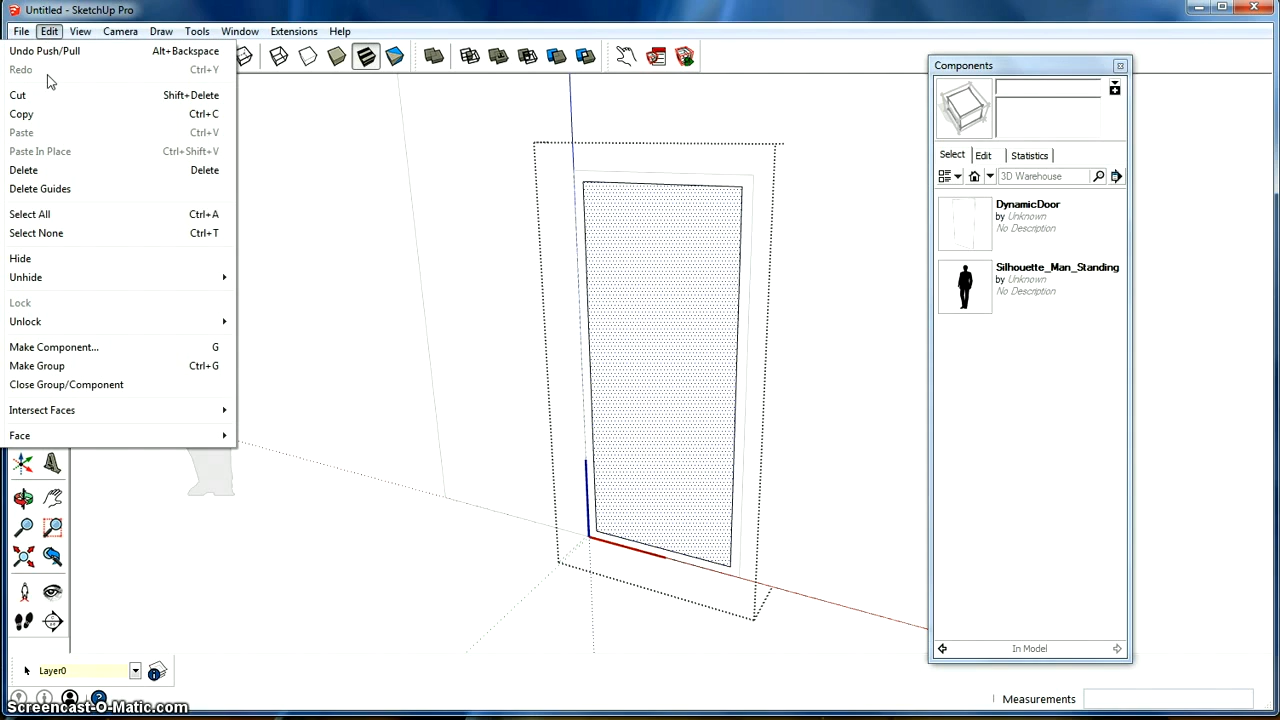 Untitled - SketchUp Pro
File Edit View Camera Draw Tools Window Extensions Help
Undo Push/Pull Alt+Backspace
Redo Ctrl+Y
Cut Shift+Delete
Copy Ctrl+C
Paste Ctrl+V
Paste In Place Ctrl+Shift+V
Delete Delete
Delete Guides
Select All Ctrl+A
Select None Ctrl+T
Hide
Unhide
Lock
Unlock
Make Component... G
Make Group Ctrl+G
Close Group/Component
Intersect Faces
Face
Components
Select Edit Statistics
3D Warehouse
DynamicDoor
by Unknown
No Description
Silhouette_Man_Standing
by Unknown
No Description
In Model
Layer0
Measurements
Screencast-O-Matic.com